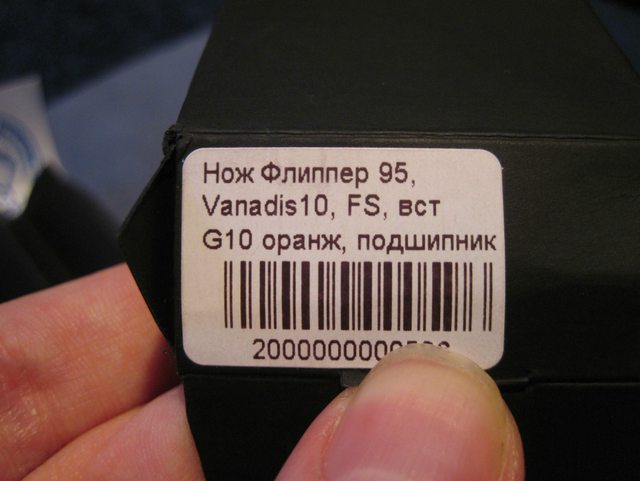 Нож Флиппер 95,
Vanadis10, FS, вст
G10 оранж, подшипник